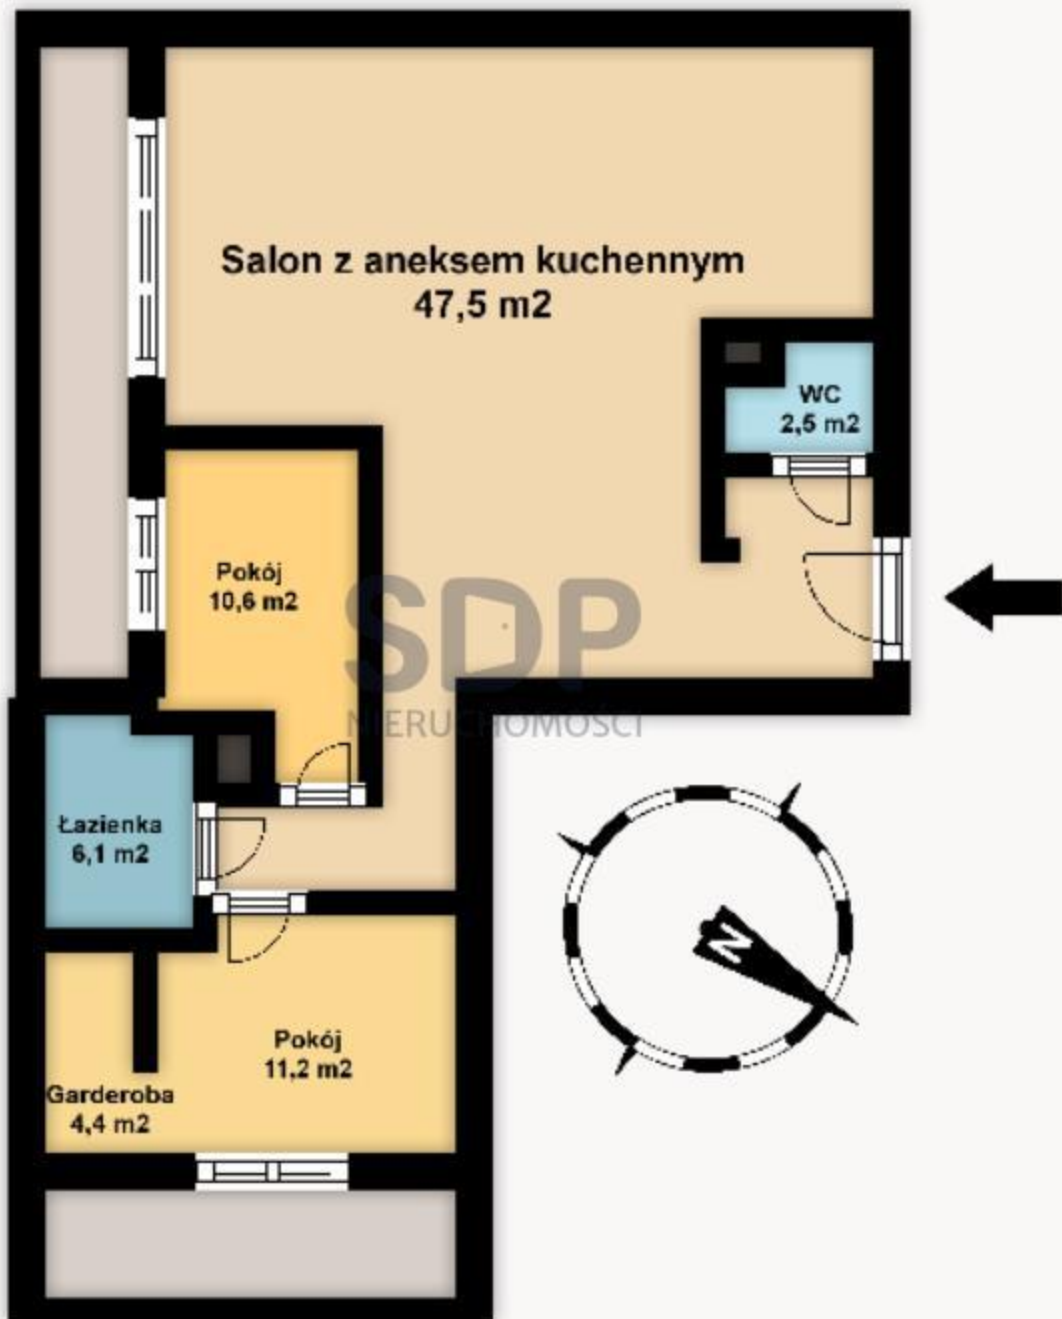 Salon z aneksem kuchennym
47,5 m2
WC
2,5 m2
Pokój
10,6 m2
SDP
NIERUCHOMOŚCI
Łazienka
6,1 m2
N
Pokój
11,2 m2
Garderoba
4,4 m2